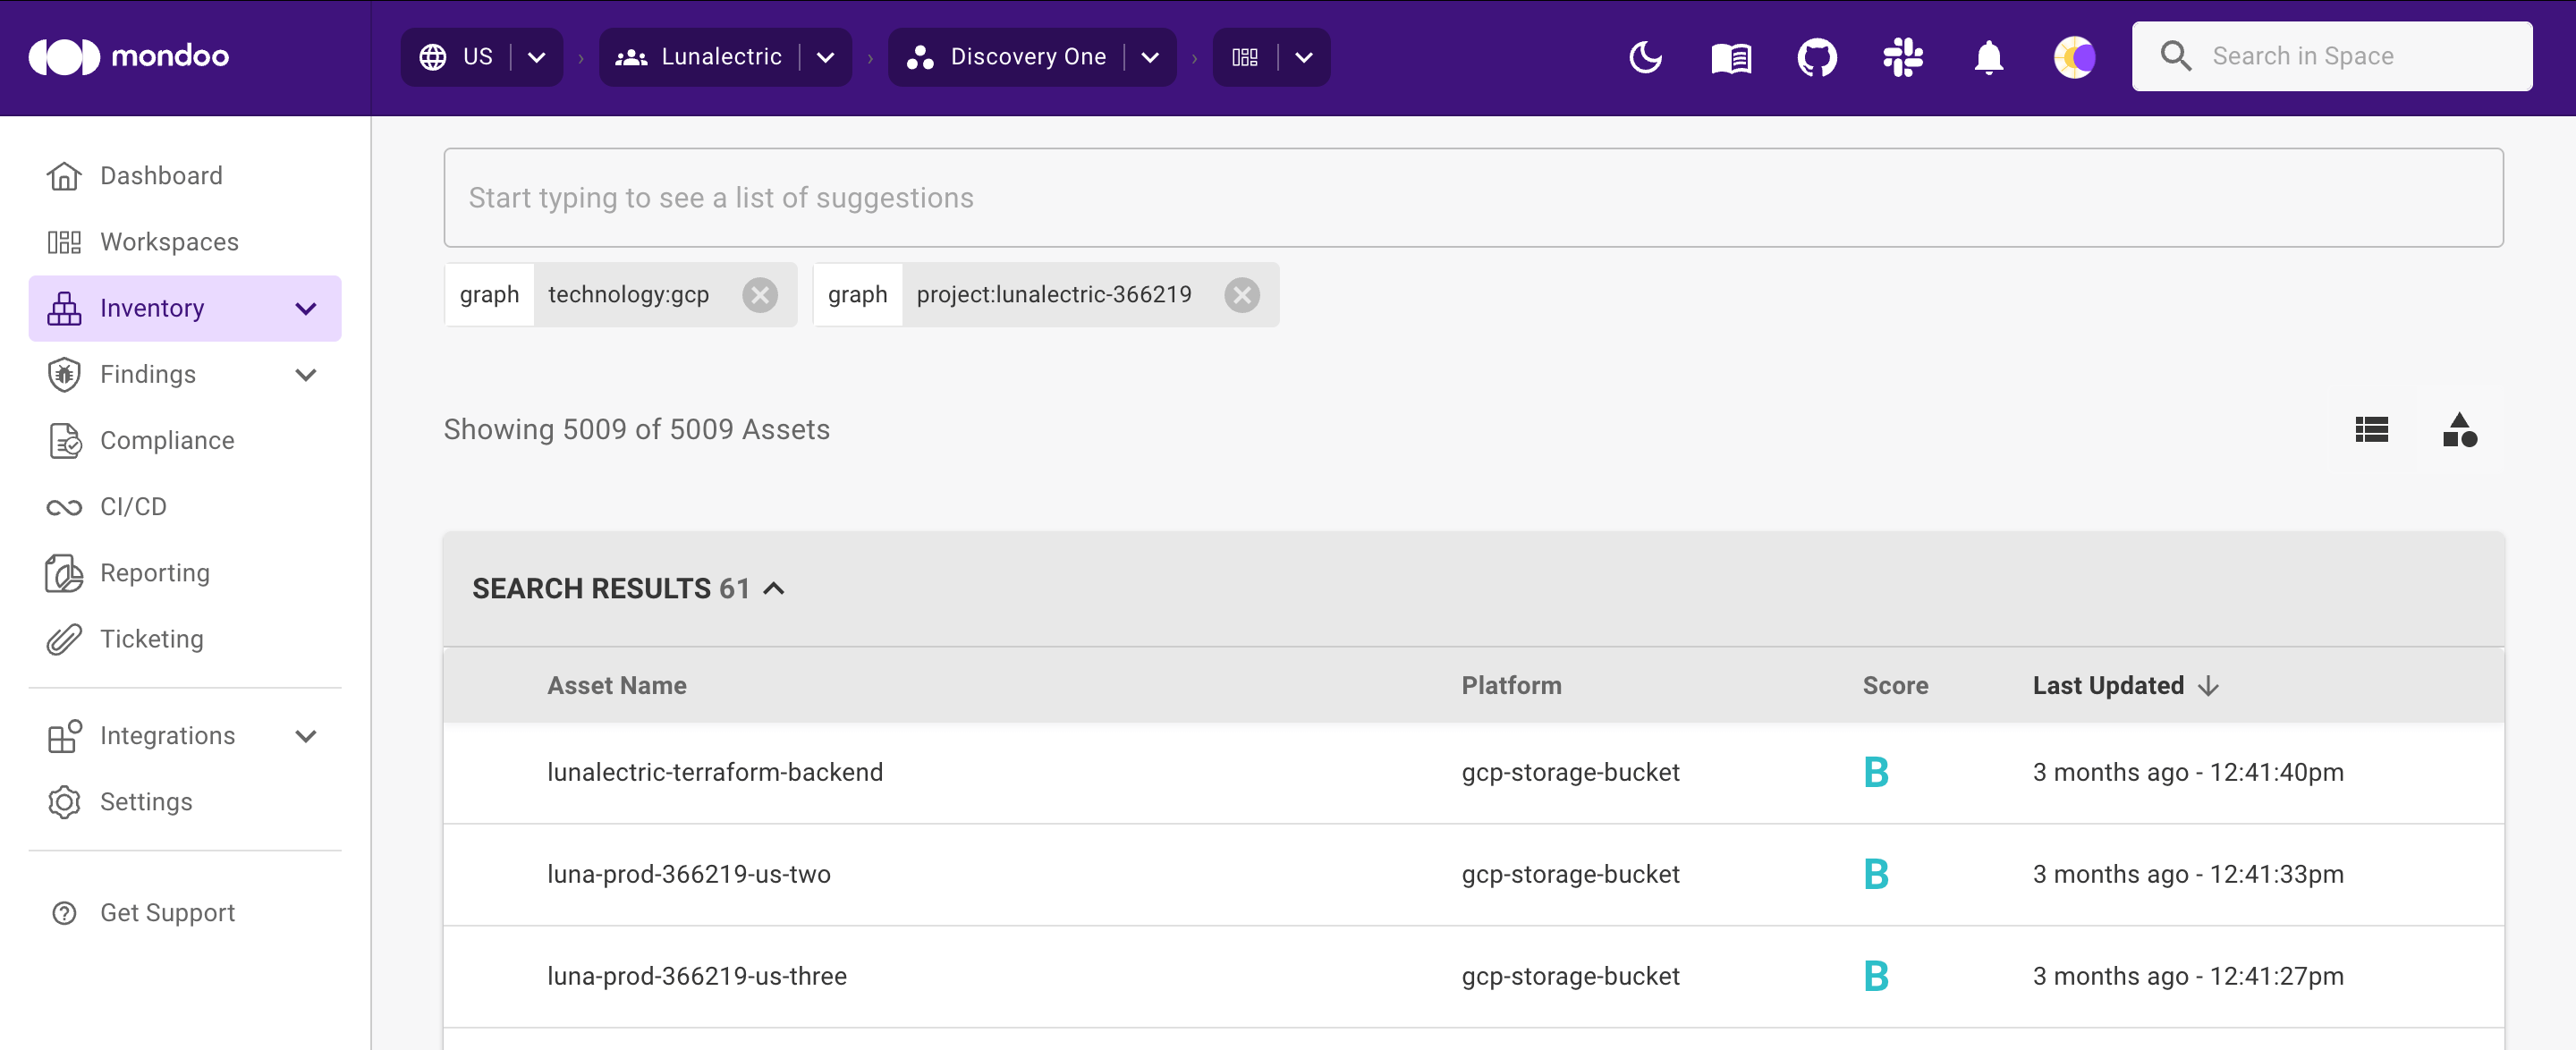 mondoo
US
Lunalectric
Discovery One
Search in Space
Dashboard
Workspaces
Inventory
Findings
Compliance
CI/CD
Reporting
Ticketing
Integrations
Settings
Get Support
Start typing to see a list of suggestions
graph technology:gcp graph project:lunalectric-366219
Showing 5009 of 5009 Assets
SEARCH RESULTS 61
Asset Name Platform Score Last Updated
lunalectric-terraform-backend gcp-storage-bucket B 3 months ago - 12:41:40pm
luna-prod-366219-us-two gcp-storage-bucket B 3 months ago - 12:41:33pm
luna-prod-366219-us-three gcp-storage-bucket B 3 months ago - 12:41:27pm